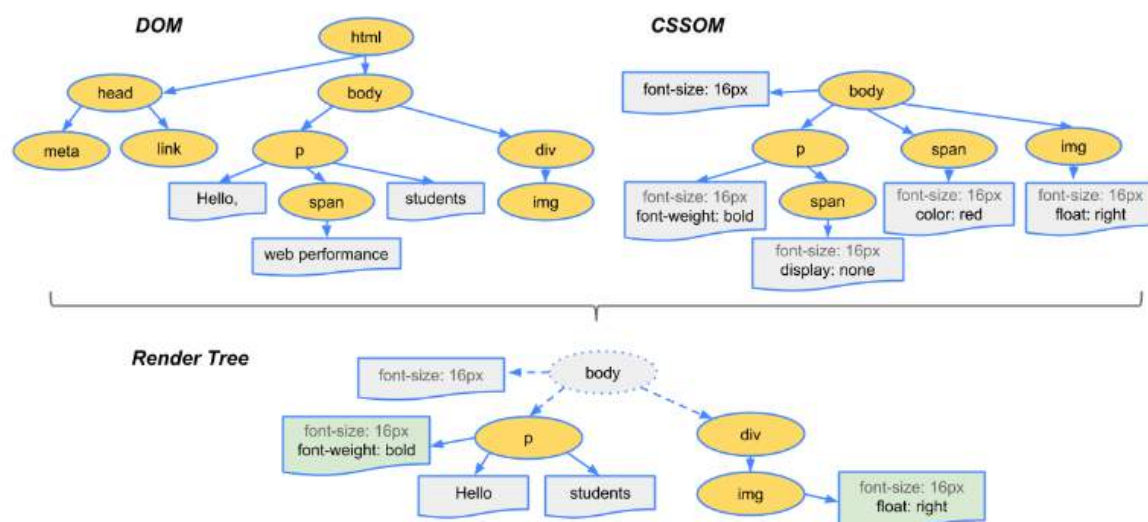 DOM
html
head
body
meta
link
p
div
Hello,
span
students
img
web performance
CSSOM
font-size: 16px
body
p
span
img
font-size: 16px
font-weight: bold
span
font-size: 16px
color: red
font-size: 16px
float: right
font-size: 16px
display: none
Render Tree
font-size: 16px
body
font-size: 16px
font-weight: bold
p
div
Hello
students
img
font-size: 16px
float: right